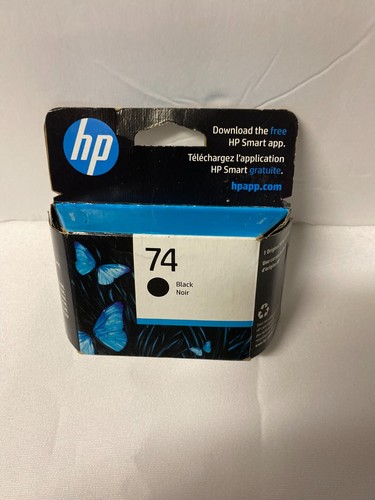 hp
Download the free
HP Smart app.
Téléchargez l'application
HP Smart gratuite.
hpapp.com
74
Black
Noir